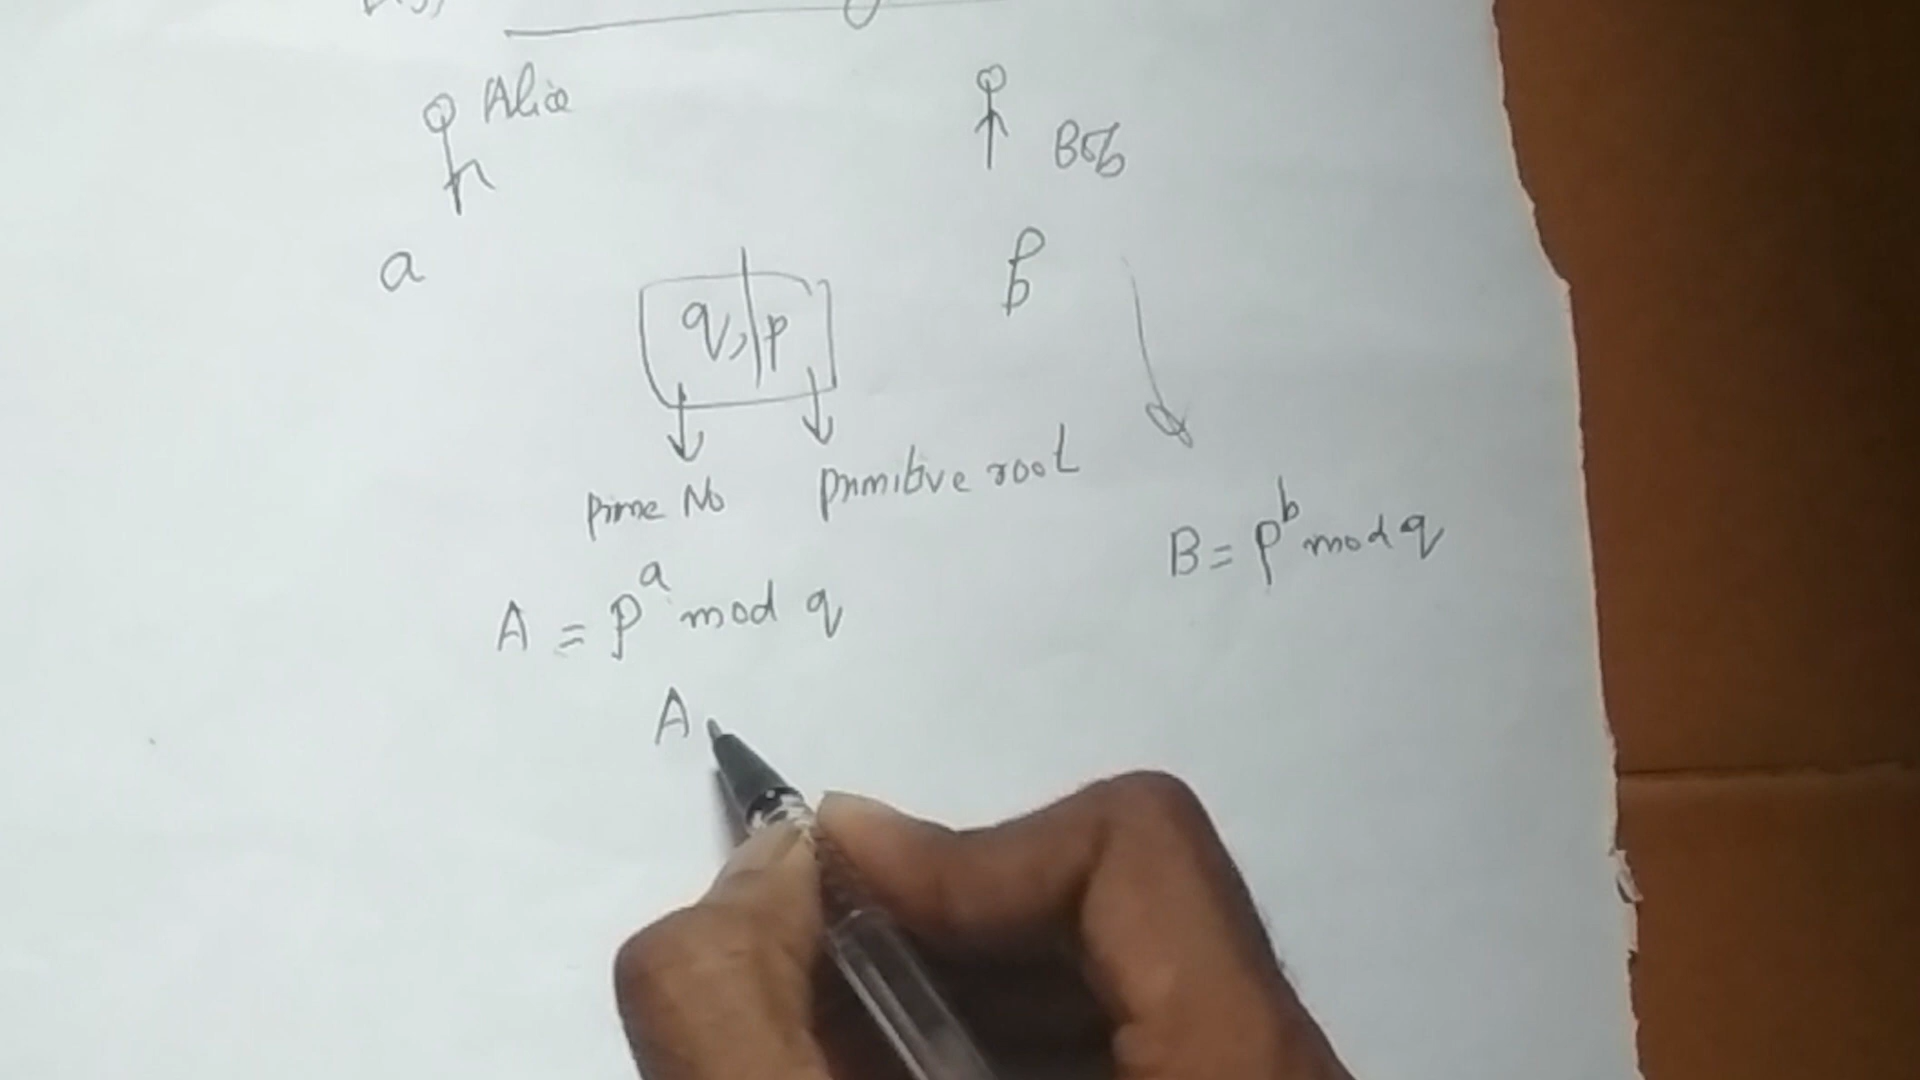 Alice
Bob
a
b
q, p
Prime No
Primitive root
B = p^b mod q
A = p^a mod q
A